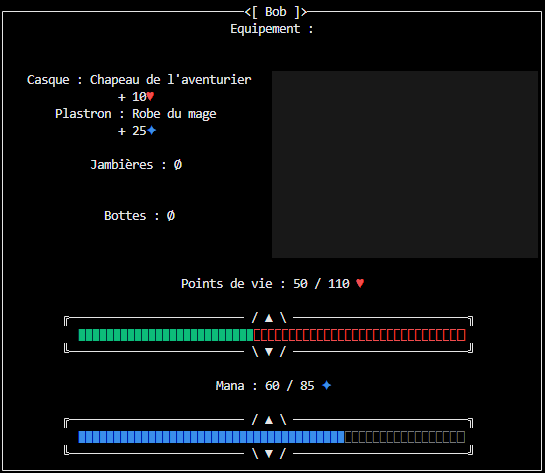 <[ Bob ]>
Equipement :
Casque : Chapeau de l'aventurier
+ 10♥
Plastron : Robe du mage
+ 25✦
Jambières : Ø
Bottes : Ø
Points de vie : 50 / 110 ♥
/ ▲ \
\ ▼ /
Mana : 60 / 85 ✦
/ ▲ \
\ ▼ /